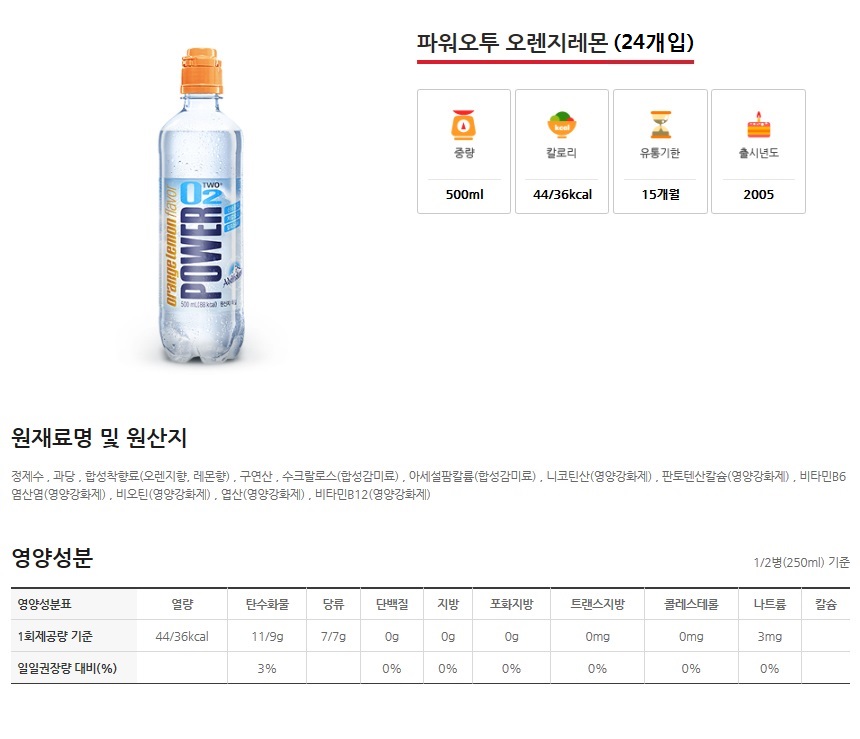 파워오투 오렌지레몬 (24개입)
중량
500ml
칼로리
44/36kcal
유통기한
15개월
출시년도
2005
orange lemon flavor
POWER
O2
TWO
원재료명 및 원산지
정제수 , 과당 , 합성착향료(오렌지향, 레몬향) , 구연산 , 수크랄로스(합성감미료) , 아세설팜칼륨(합성감미료) , 니코틴산(영양강화제) , 판토텐산칼슘(영양강화제) , 비타민B6
염산염(영양강화제) , 비오틴(영양강화제) , 엽산(영양강화제) , 비타민B12(영양강화제)
영양성분
1/2병(250ml) 기준
영양성분표 열량 탄수화물 당류 단백질 지방 포화지방 트랜스지방 콜레스테롤 나트륨 칼슘
1회제공량 기준 44/36kcal 11/9g 7/7g 0g 0g 0g 0mg 0mg 3mg
일일권장량 대비(%) 3% 0% 0% 0% 0% 0% 0%